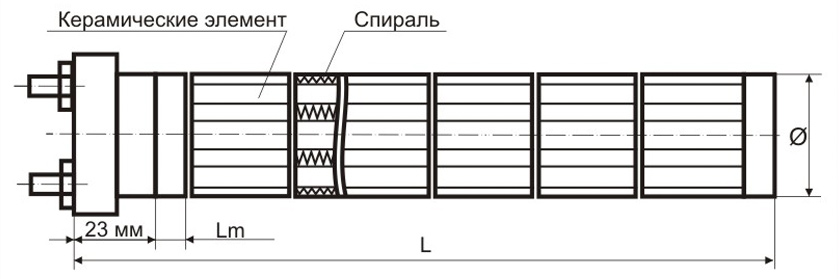 Керамические элемент
Спираль
23 мм
Lm
L
Ø